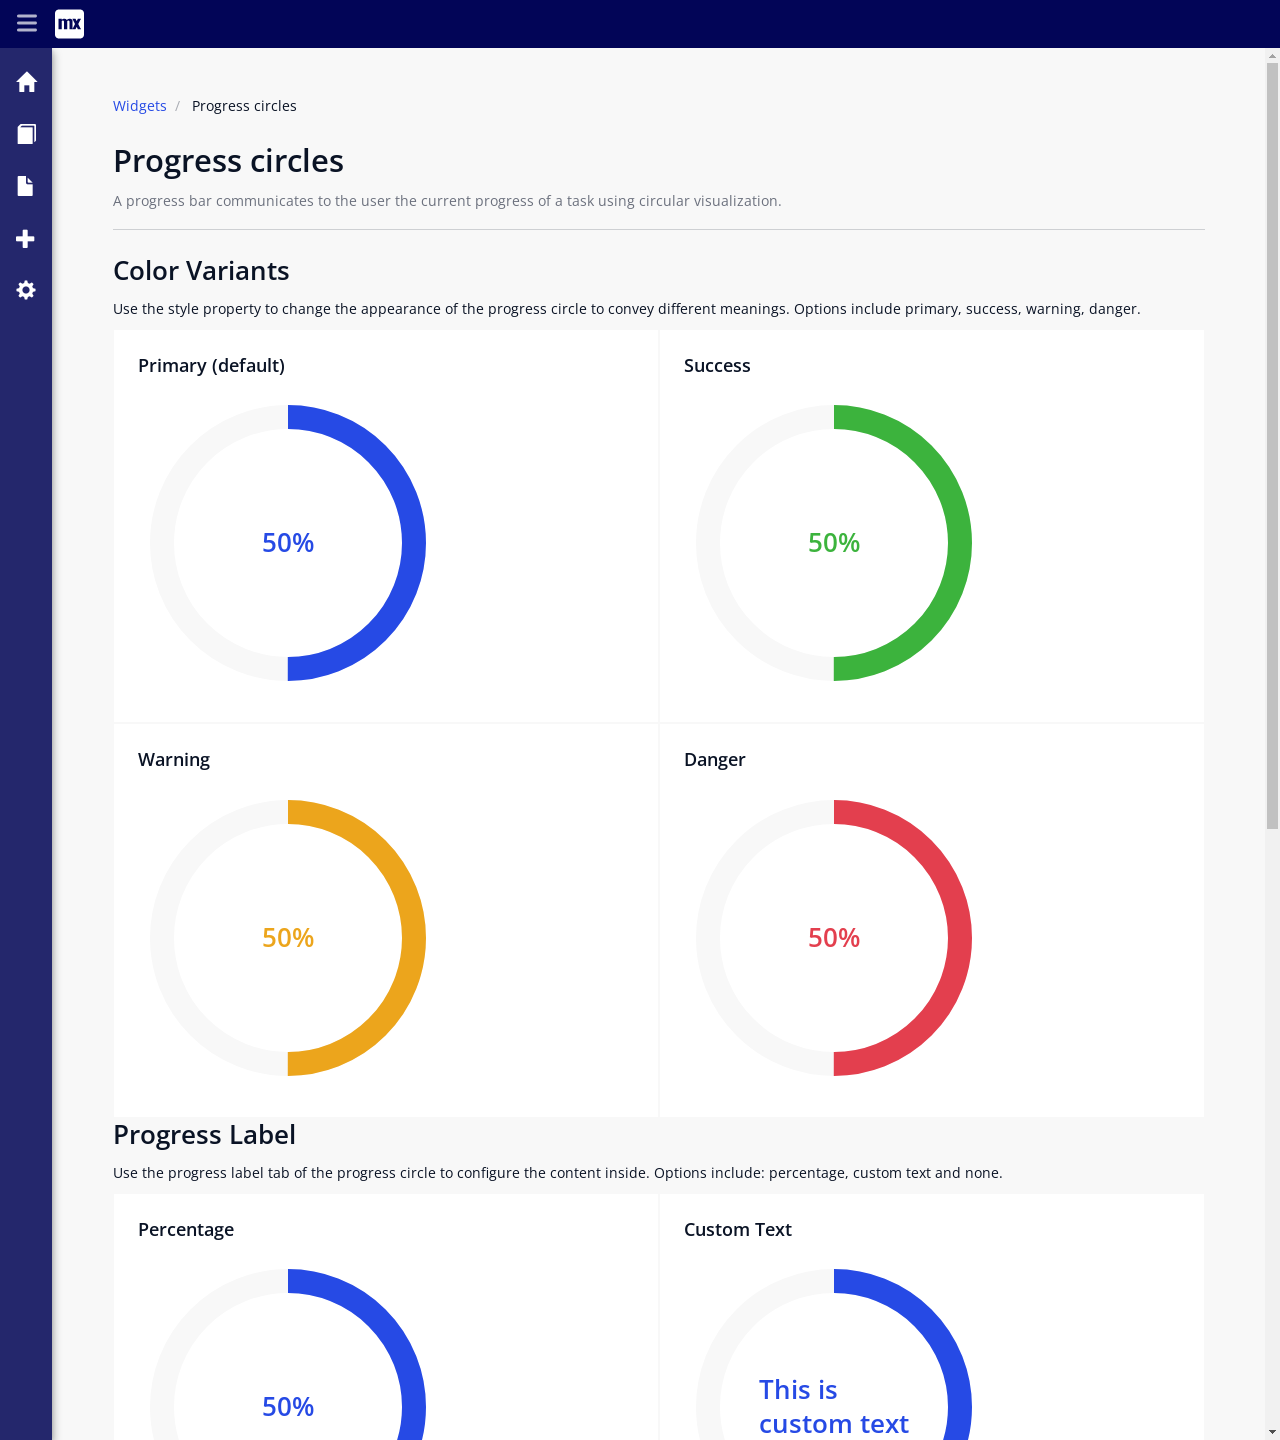 mx
Widgets / Progress circles
Progress circles
A progress bar communicates to the user the current progress of a task using circular visualization.
Color Variants
Use the style property to change the appearance of the progress circle to convey different meanings. Options include primary, success, warning, danger.
Primary (default)
Success
50%
50%
Warning
Danger
50%
50%
Progress Label
Use the progress label tab of the progress circle to configure the content inside. Options include: percentage, custom text and none.
Percentage
Custom Text
50%
This is
custom text